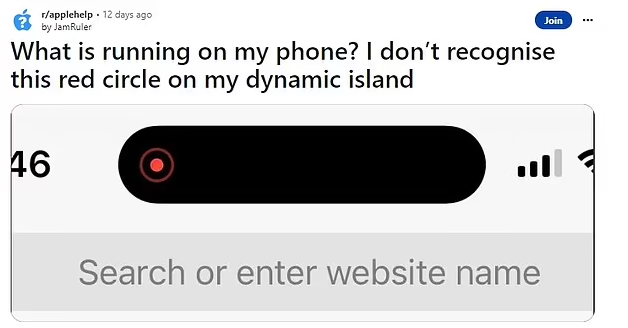 r/applehelp • 12 days ago
by JamRuler
Join
What is running on my phone? I don’t recognise
this red circle on my dynamic island
46
Search or enter website name